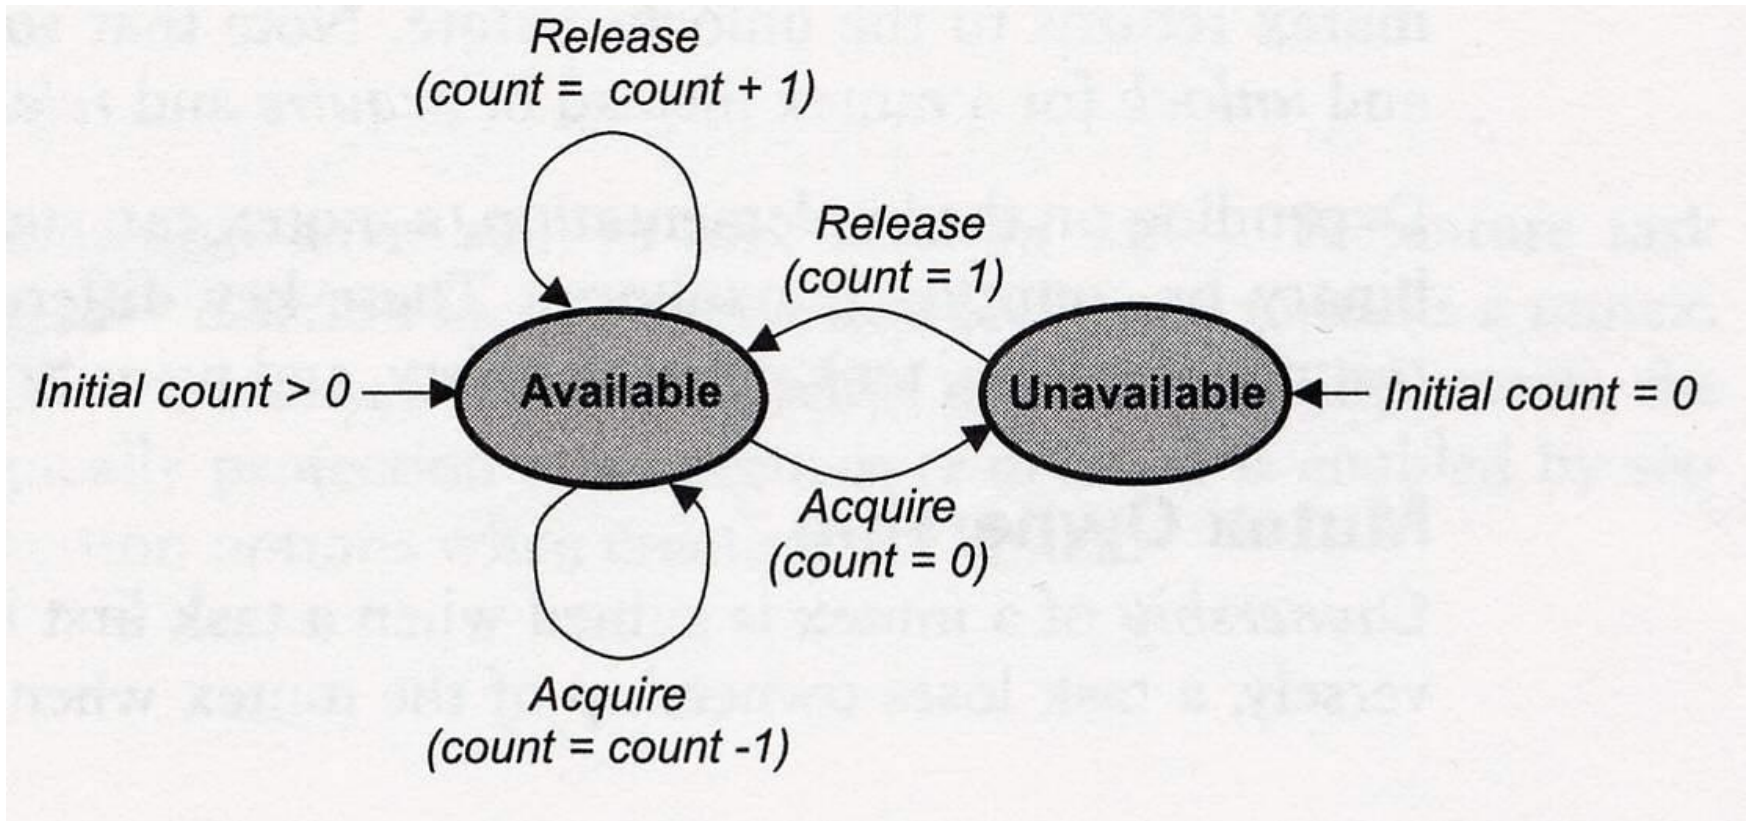 Release
(count = count + 1)
Release
(count = 1)
Initial count > 0
Available
Unavailable
Initial count = 0
Acquire
(count = 0)
Acquire
(count = count -1)